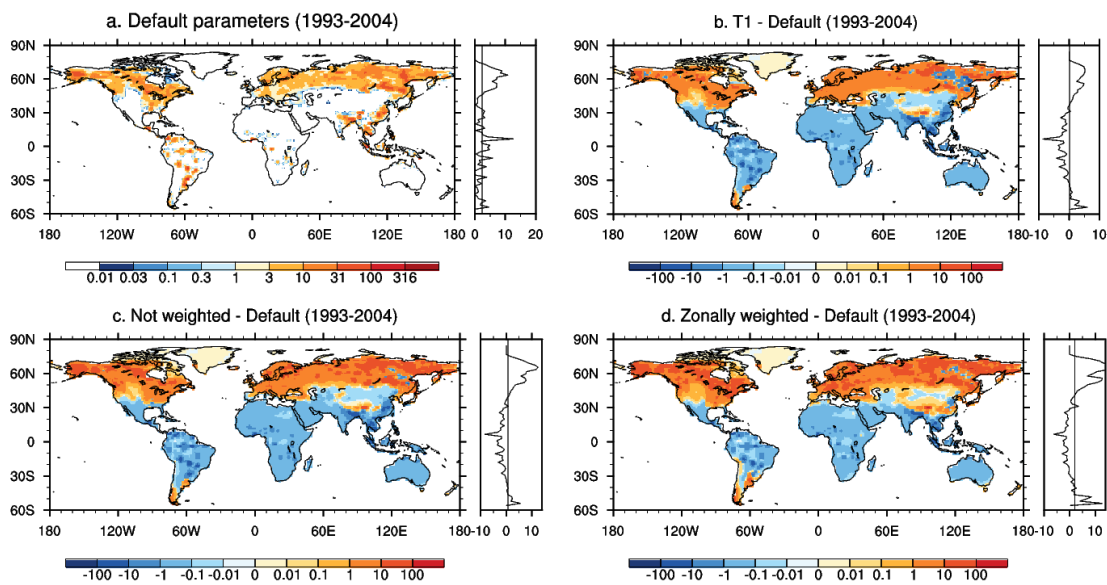 a. Default parameters (1993-2004)
90N
60N
30N
0
30S
60S
180 120W 60W 0 60E 120E 180
0 10 20
0.01 0.03 0.1 0.3 1 3 10 31 100 316
b. T1 - Default (1993-2004)
90N
60N
30N
0
30S
60S
180 120W 60W 0 60E 120E 180
-10 0 10
-100 -10 -1 -0.1 -0.01 0 0.01 0.1 1 10 100
c. Not weighted - Default (1993-2004)
90N
60N
30N
0
30S
60S
180 120W 60W 0 60E 120E 180
-10 0 10
-100 -10 -1 -0.1 -0.01 0 0.01 0.1 1 10 100
d. Zonally weighted - Default (1993-2004)
90N
60N
30N
0
30S
60S
180 120W 60W 0 60E 120E 180
-10 0 10
-100 -10 -1 -0.1 -0.01 0 0.01 0.1 1 10 100